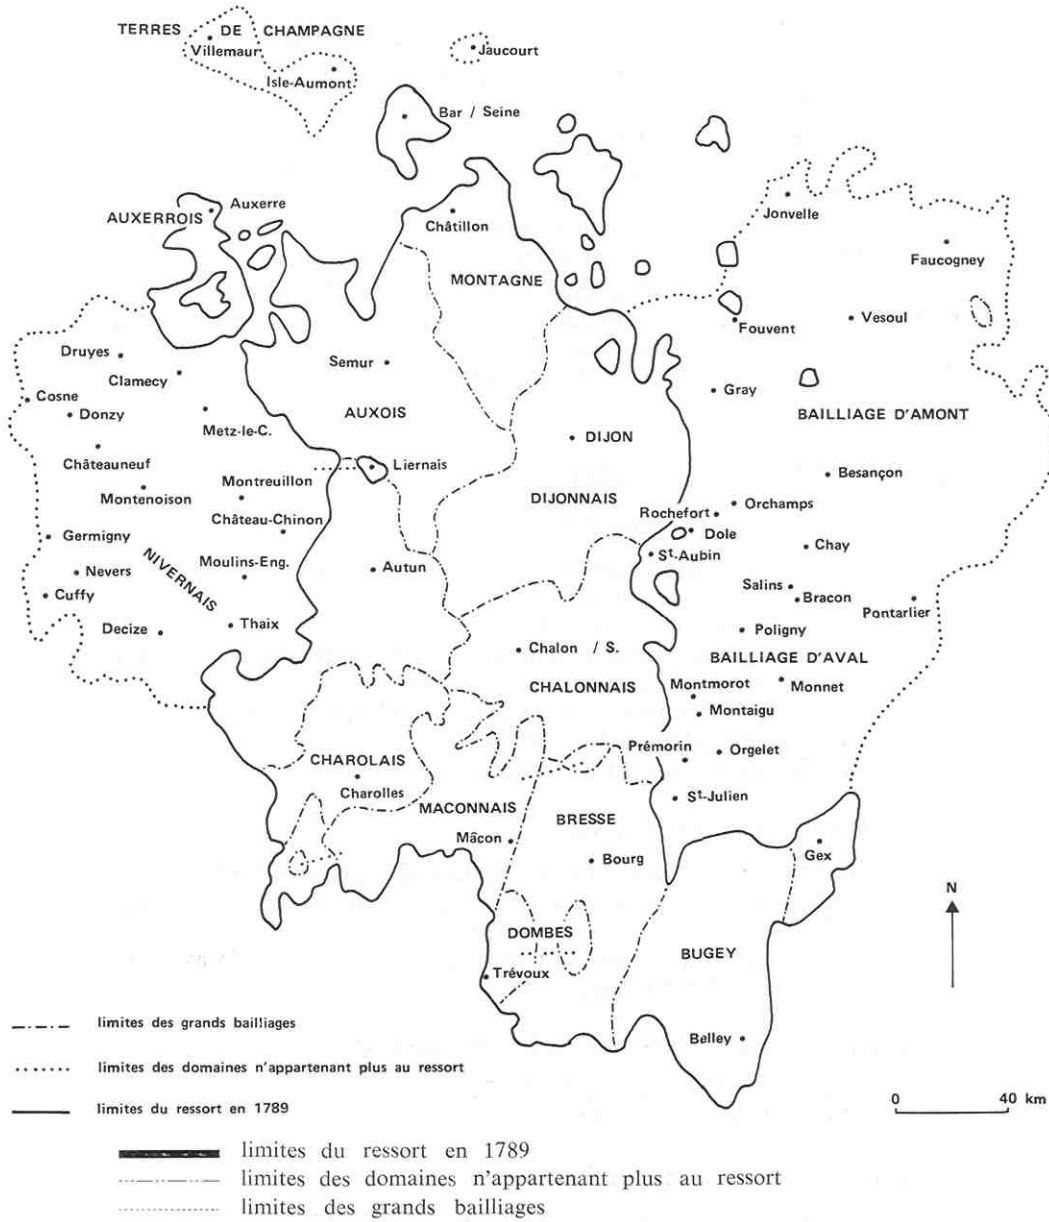 TERRES DE CHAMPAGNE
Villemaur
Jaucourt
Isle-Aumont
Bar / Seine
Auxerre
AUXERROIS
Châtillon
Jonvelle
Faucogney
MONTAGNE
Fouvent
Vesoul
Druyes
Semur
Clamecy
Cosne
Gray
Donzy
AUXOIS
BAILLIAGE D'AMONT
Metz-le-C.
DIJON
Châteauneuf
Liernais
Besançon
Montreuillon
Montenoison
DIJONNAIS
Orchamps
Rochefort
Château-Chinon
Germigny
Dole
Chay
St-Aubin
NIVERNAIS
Moulins-Eng.
Autun
Nevers
Salins
Cuffy
Bracon
Pontarlier
Decize
Thaix
Poligny
Chalon / S.
BAILLIAGE D'AVAL
CHALONNAIS
Montmorot
Monnet
Montaigu
Prémorin
Orgelet
CHAROLAIS
Charolles
St-Julien
MACONNAIS
BRESSE
Mâcon
Bourg
Gex
N
DOMBES
BUGEY
Trévoux
Belley
limites des grands bailliages
limites des domaines n'appartenant plus au ressort
limites du ressort en 1789
0 40 km
limites du ressort en 1789
limites des domaines n'appartenant plus au ressort
limites des grands bailliages